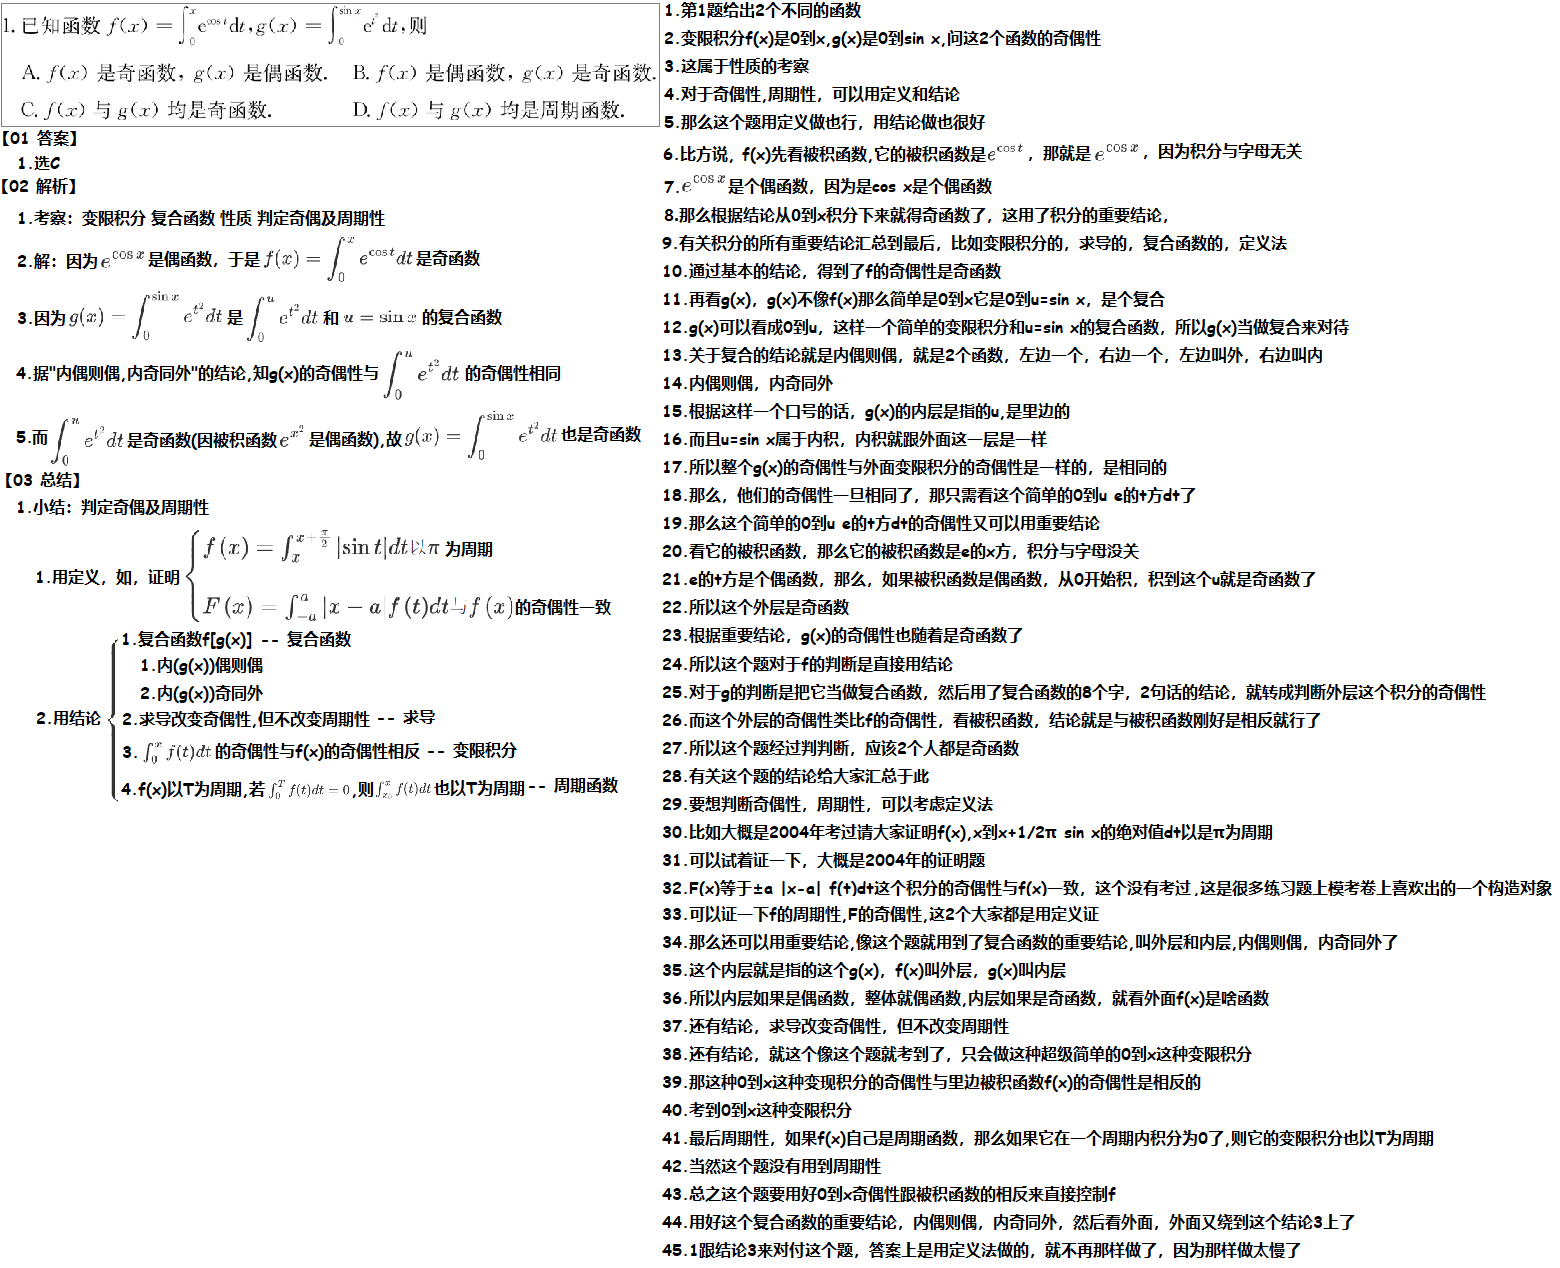 1. 已知函数 f(x) = ∫₀ˣ e^{cos t} dt, g(x) = ∫₀^{sin x} e^{t²} dt, 则
A. f(x) 是奇函数，g(x) 是偶函数.  B. f(x) 是偶函数，g(x) 是奇函数.
C. f(x) 与 g(x) 均是奇函数.  D. f(x) 与 g(x) 均是周期函数.
【01 答案】
1.选C
【02 解析】
1.考察：变限积分 复合函数 性质 判定奇偶及周期性
2.解：因为 e^{cos x} 是偶函数，于是 f(x) = ∫₀ˣ e^{cos t} dt 是奇函数
3.因为 g(x) = ∫₀^{sin x} e^{t²} dt 是 ∫₀ᵘ e^{t²} dt 和 u = sin x 的复合函数
4.据"内偶则偶,内奇同外"的结论,知g(x)的奇偶性与 ∫₀ᵘ e^{t²} dt 的奇偶性相同
5.而 ∫₀ᵘ e^{t²} dt 是奇函数(因被积函数 e^{x²} 是偶函数),故 g(x) = ∫₀^{sin x} e^{t²} dt 也是奇函数
【03 总结】
1.小结：判定奇偶及周期性
1.用定义，如，证明
f(x) = ∫ₓ^{x+π/2} |sin t|dt以π 为周期
F(x) = ∫₋ₐᵃ |x − a|f(t)dt与f(x)的奇偶性一致
2.用结论
1.复合函数f[g(x)] -- 复合函数
1.内(g(x))偶则偶
2.内(g(x))奇同外
2.求导改变奇偶性,但不改变周期性 -- 求导
3. ∫₀ˣ f(t)dt 的奇偶性与f(x)的奇偶性相反 -- 变限积分
4.f(x)以T为周期,若 ∫₀ᵀ f(t)dt = 0 ,则 ∫_{x₀}^{x} f(t)dt 也以T为周期 -- 周期函数
1.第1题给出2个不同的函数
2.变限积分f(x)是0到x,g(x)是0到sin x,问这2个函数的奇偶性
3.这属于性质的考察
4.对于奇偶性,周期性，可以用定义和结论
5.那么这个题用定义做也行，用结论做也很好
6.比方说，f(x)先看被积函数,它的被积函数是 e^{cos t} ，那就是 e^{cos x} ，因为积分与字母无关
7. e^{cos x} 是个偶函数，因为是cos x是个偶函数
8.那么根据结论从0到x积分下来就得奇函数了，这用了积分的重要结论，
9.有关积分的所有重要结论汇总到最后，比如变限积分的，求导的，复合函数的，定义法
10.通过基本的结论，得到了f的奇偶性是奇函数
11.再看g(x)，g(x)不像f(x)那么简单是0到x它是0到u=sin x，是个复合
12.g(x)可以看成0到u，这样一个简单的变限积分和u=sin x的复合函数，所以g(x)当做复合来对待
13.关于复合的结论就是内偶则偶，就是2个函数，左边一个，右边一个，左边叫外，右边叫内
14.内偶则偶，内奇同外
15.根据这样一个口号的话，g(x)的内层是指的u,是里边的
16.而且u=sin x属于内积，内积就跟外面这一层是一样
17.所以整个g(x)的奇偶性与外面变限积分的奇偶性是一样的，是相同的
18.那么，他们的奇偶性一旦相同了，那只需看这个简单的0到u e的t方dt了
19.那么这个简单的0到u e的t方dt的奇偶性又可以用重要结论
20.看它的被积函数，那么它的被积函数是e的x方，积分与字母没关
21.e的t方是个偶函数，那么，如果被积函数是偶函数，从0开始积，积到这个u就是奇函数了
22.所以这个外层是奇函数
23.根据重要结论，g(x)的奇偶性也随着是奇函数了
24.所以这个题对于f的判断是直接用结论
25.对于g的判断是把它当做复合函数，然后用了复合函数的8个字，2句话的结论，就转成判断外层这个积分的奇偶性
26.而这个外层的奇偶性类比f的奇偶性，看被积函数，结论就是与被积函数刚好是相反就行了
27.所以这个题经过判判断，应该2个人都是奇函数
28.有关这个题的结论给大家汇总于此
29.要想判断奇偶性，周期性，可以考虑定义法
30.比如大概是2004年考过请大家证明f(x),x到x+1/2π sin x的绝对值dt以是π为周期
31.可以试着证一下，大概是2004年的证明题
32.F(x)等于±a |x-a| f(t)dt这个积分的奇偶性与f(x)一致，这个没有考过,这是很多练习题上模考卷上喜欢出的一个构造对象
33.可以证一下f的周期性,F的奇偶性,这2个大家都是用定义证
34.那么还可以用重要结论,像这个题就用到了复合函数的重要结论,叫外层和内层,内偶则偶，内奇同外了
35.这个内层就是指的这个g(x)，f(x)叫外层，g(x)叫内层
36.所以内层如果是偶函数，整体就偶函数,内层如果是奇函数，就看外面f(x)是啥函数
37.还有结论，求导改变奇偶性，但不改变周期性
38.还有结论，就这个像这个题就考到了，只会做这种超级简单的0到x这种变限积分
39.那这种0到x这种变现积分的奇偶性与里边被积函数f(x)的奇偶性是相反的
40.考到0到x这种变限积分
41.最后周期性，如果f(x)自己是周期函数，那么如果它在一个周期内积分为0了,则它的变限积分也以T为周期
42.当然这个题没有用到周期性
43.总之这个题要用好0到x奇偶性跟被积函数的相反来直接控制f
44.用好这个复合函数的重要结论，内偶则偶，内奇同外，然后看外面，外面又绕到这个结论3上了
45.1跟结论3来对付这个题，答案上是用定义法做的，就不再那样做了，因为那样做太慢了